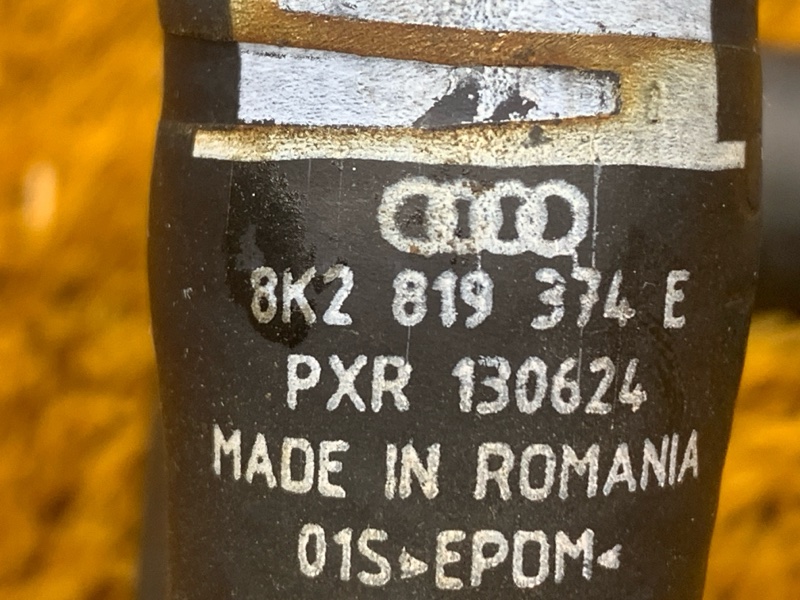 8K2 819 374 E
PXR 130624
MADE IN ROMANIA
01S >EPDM<